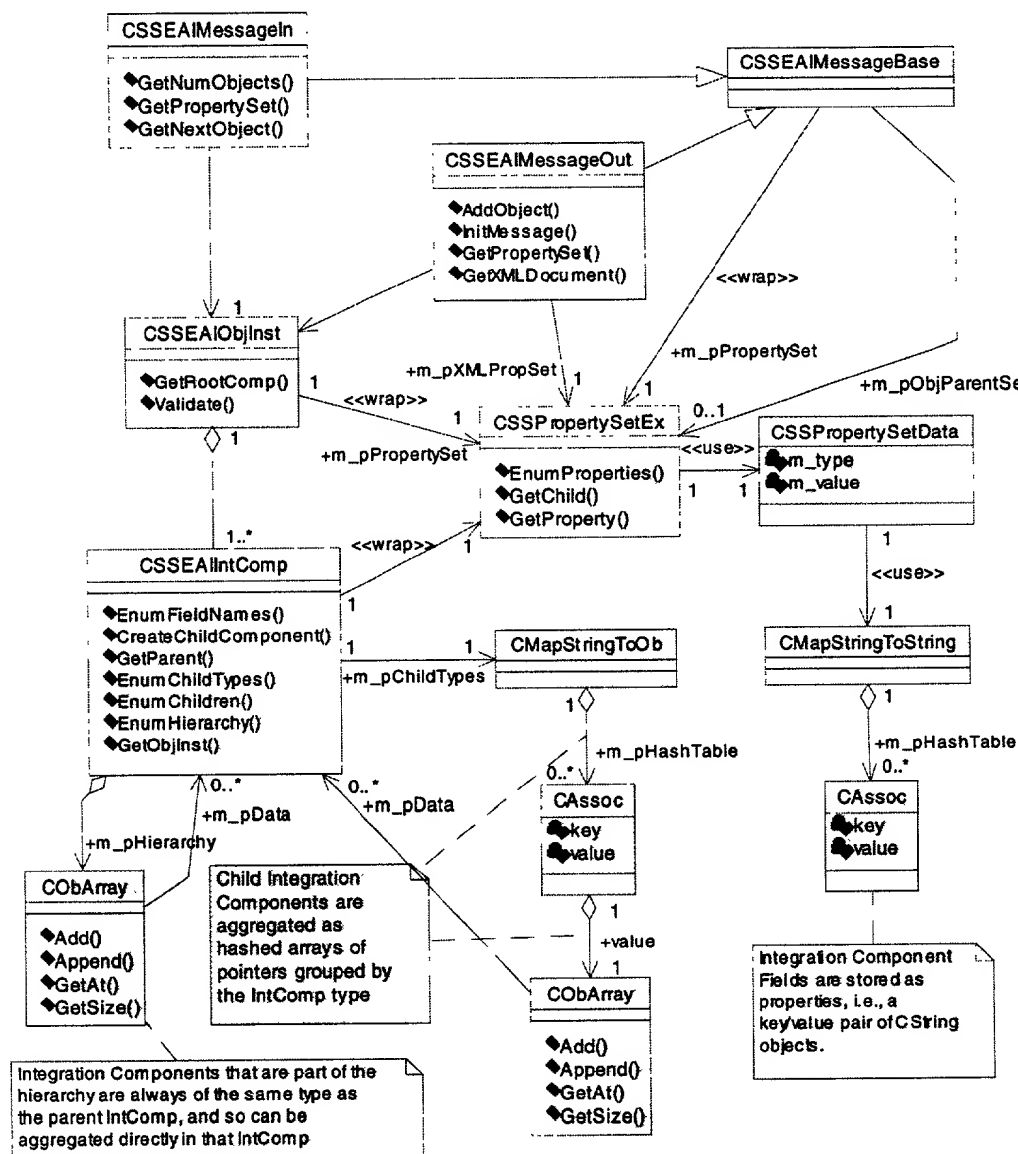 CSSEAIMessageIn
GetNumObjects()
GetPropertySet()
GetNextObject()
CSSEAIMessageBase
CSSEAIMessageOut
AddObject()
InitMessage()
GetPropertySet()
GetXMLDocument()
<<wrap>>
1
CSSEAIObjInst
GetRootComp()
Validate()
1
1
<<wrap>>
1
+m_pPropertySet
+m_pXMLPropSet
1
+m_pPropertySet
1
+m_pObjParentSe
0..1
CSSPropertySetEx
EnumProperties()
GetChild()
GetProperty()
<<use>>
1
1
CSSPropertySetData
m_type
m_value
1
<<use>>
1
1..*
<<wrap>>
1
1
CSSEAIIntComp
EnumFieldNames()
CreateChildComponent()
GetParent()
EnumChildTypes()
EnumChildren()
EnumHierarchy()
GetObjInst()
1
1
+m_pChildTypes
CMapStringToOb
1
+m_pHashTable
0..*
CMapStringToString
1
+m_pHashTable
0..*
0..*
+m_pData
+m_pHierarchy
0..*
+m_pData
CAssoc
key
value
1
+value
1
CAssoc
key
value
CObArray
Add()
Append()
GetAt()
GetSize()
Child Integration
Components are
aggregated as
hashed arrays of
pointers grouped by
the IntComp type
CObArray
Add()
Append()
GetAt()
GetSize()
Integration Component
Fields are stored as
properties, i.e., a
key/value pair of CString
objects.
Integration Components that are part of the
hierarchy are always of the same type as
the parent IntComp, and so can be
aggregated directly in that IntComp